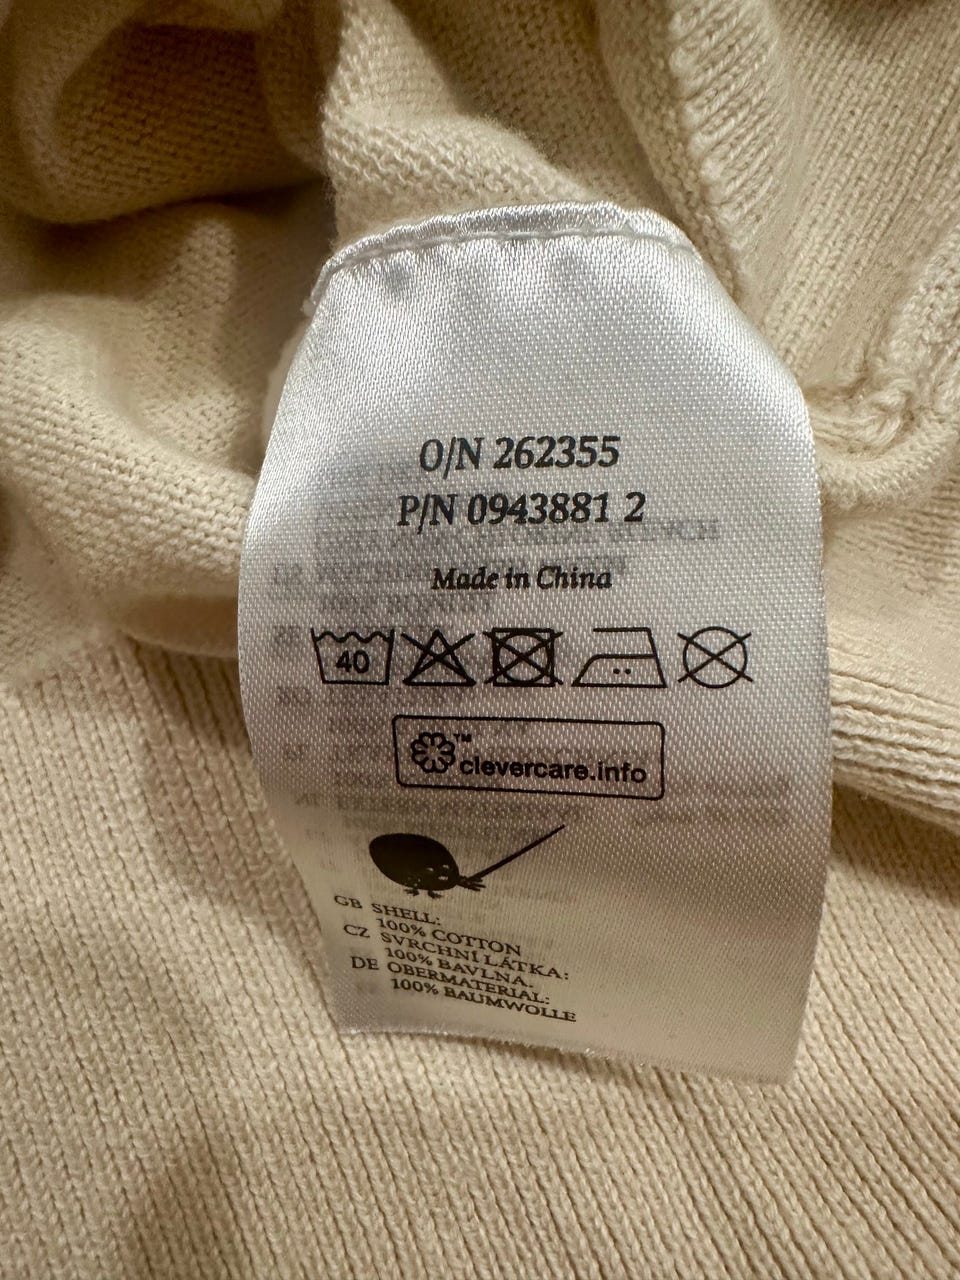 O/N 262355
P/N 0943881 2
Made in China
40
™
clevercare.info
GB SHELL:
100% COTTON
CZ SVRCHNÍ LÁTKA:
100% BAVLNA.
DE OBERMATERIAL:
100% BAUMWOLLE